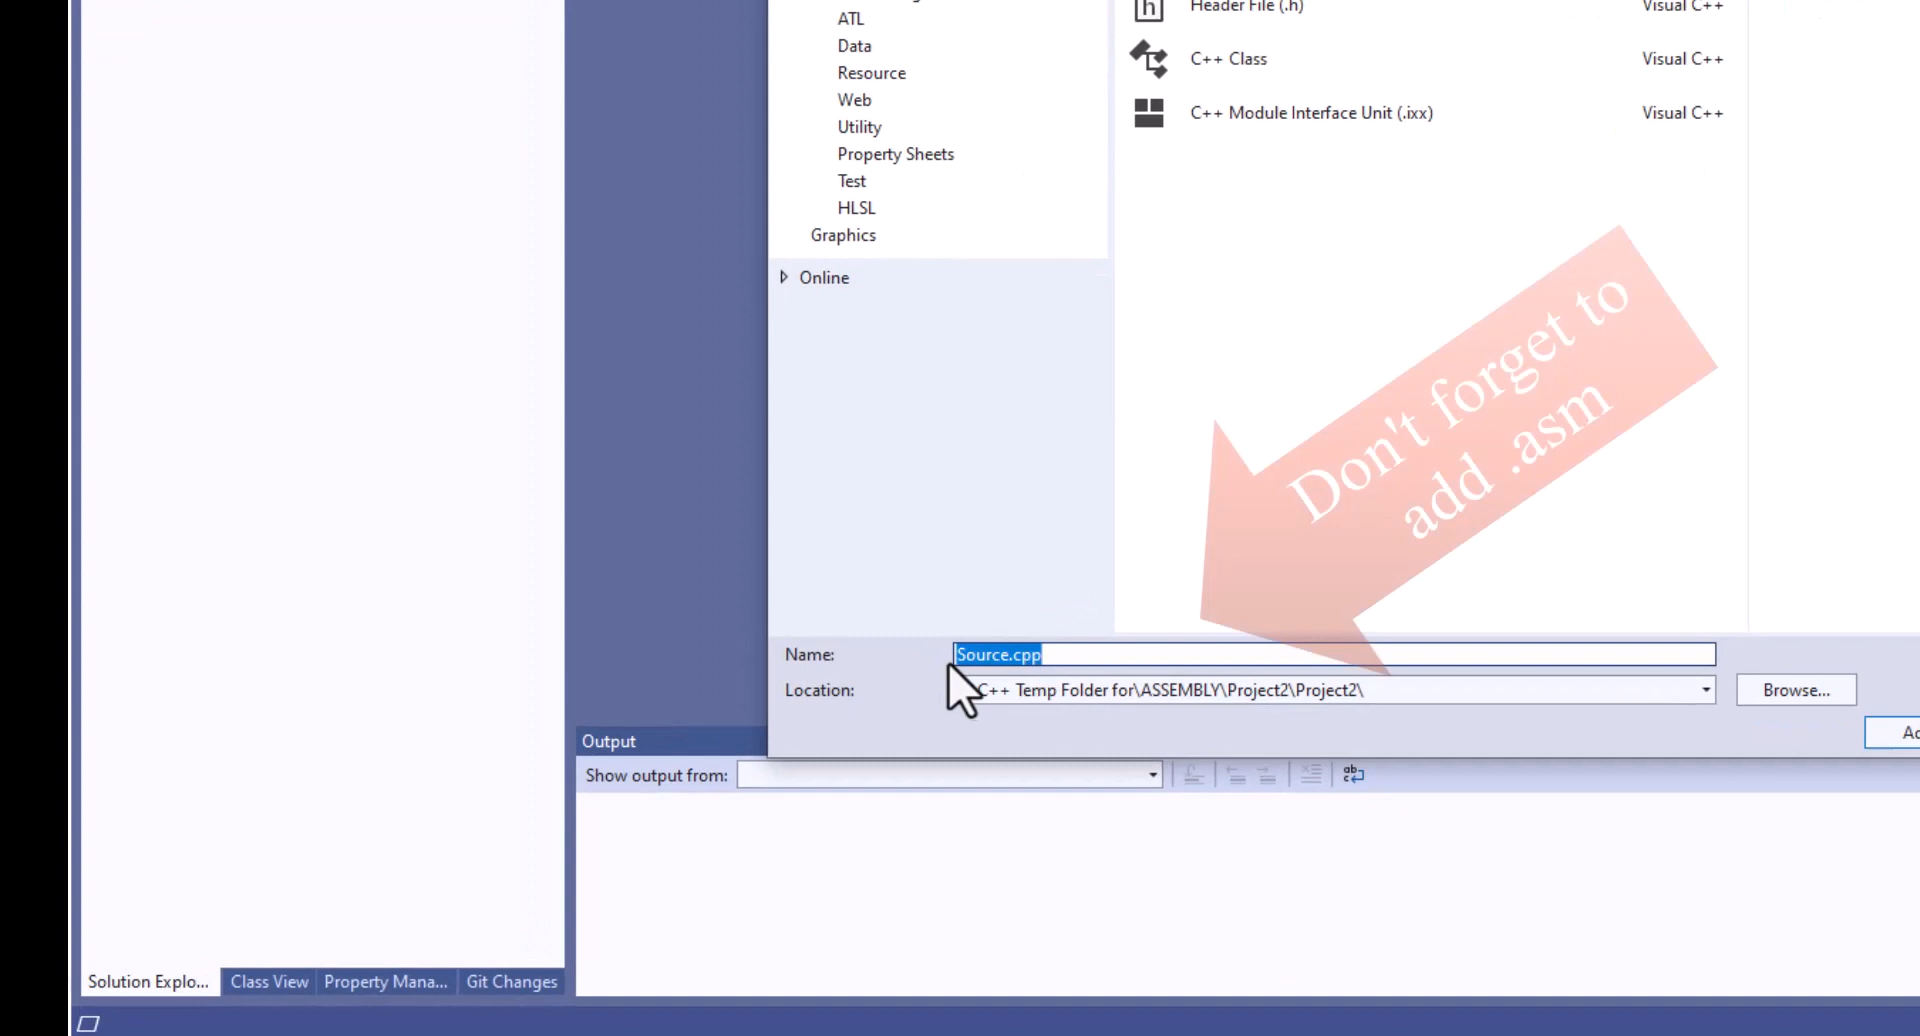 ATL
Data
Resource
Web
Utility
Property Sheets
Test
HLSL
Graphics
Online
Header File (.h) Visual C++
C++ Class Visual C++
C++ Module Interface Unit (.ixx) Visual C++
Don't forget to
add .asm
Name: Source.cpp
Location: C++ Temp Folder for\ASSEMBLY\Project2\Project2\ Browse...
Output
Show output from:
Solution Explo... Class View Property Mana... Git Changes